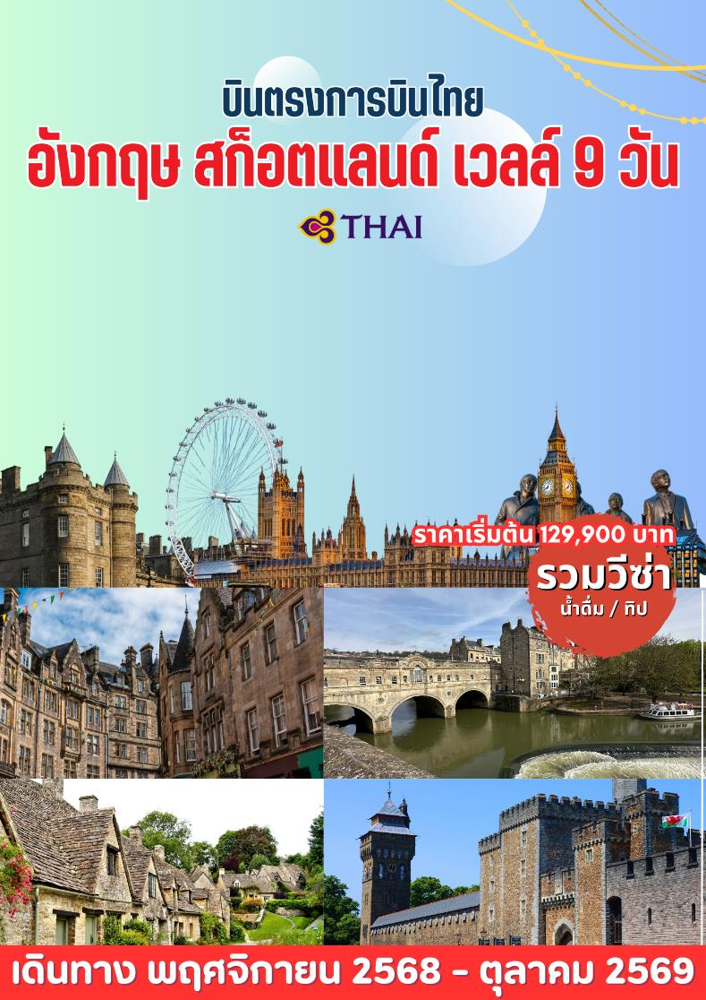 บินตรงการบินไทย
อังกฤษ สก็อตแลนด์ เวลล์ 9 วัน
THAI
ราคาเริ่มต้น 129,900 บาท
รวมวีซ่า
น้ำดื่ม / ทิป
เดินทาง พฤศจิกายน 2568 - ตุลาคม 2569